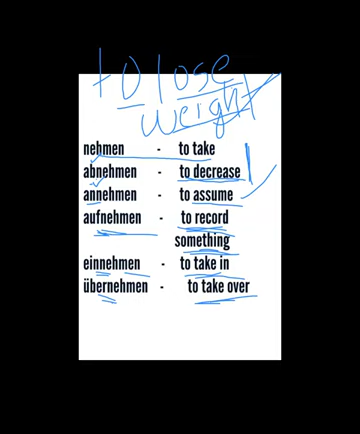 to lose
weight
nehmen - to take
abnehmen - to decrease
annehmen - to assume
aufnehmen - to record
something
einnehmen - to take in
übernehmen - to take over